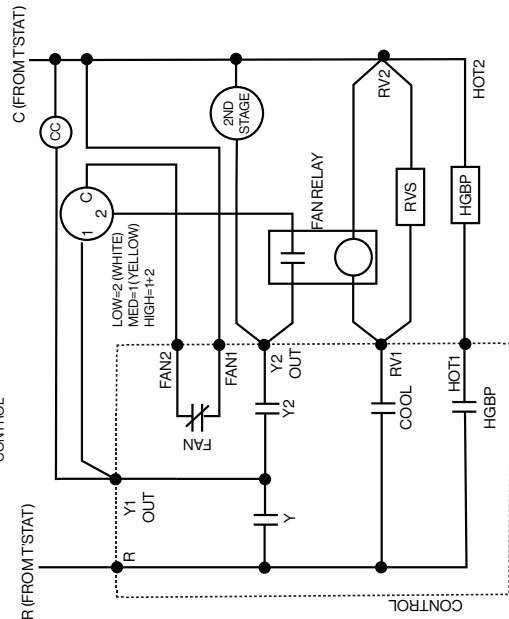 CONTROL
R (FROM T'STAT)
C (FROM T'STAT)
R
Y1
OUT
CC
1
C
2
LOW=2 (WHITE)
MED=1(YELLOW)
HIGH=1+2
FAN2
FAN
FAN1
Y
Y2
Y2
OUT
2ND
STAGE
FAN RELAY
COOL
RV1
RV2
RVS
HGBP
HOT1
HGBP
HOT2
CONTROL